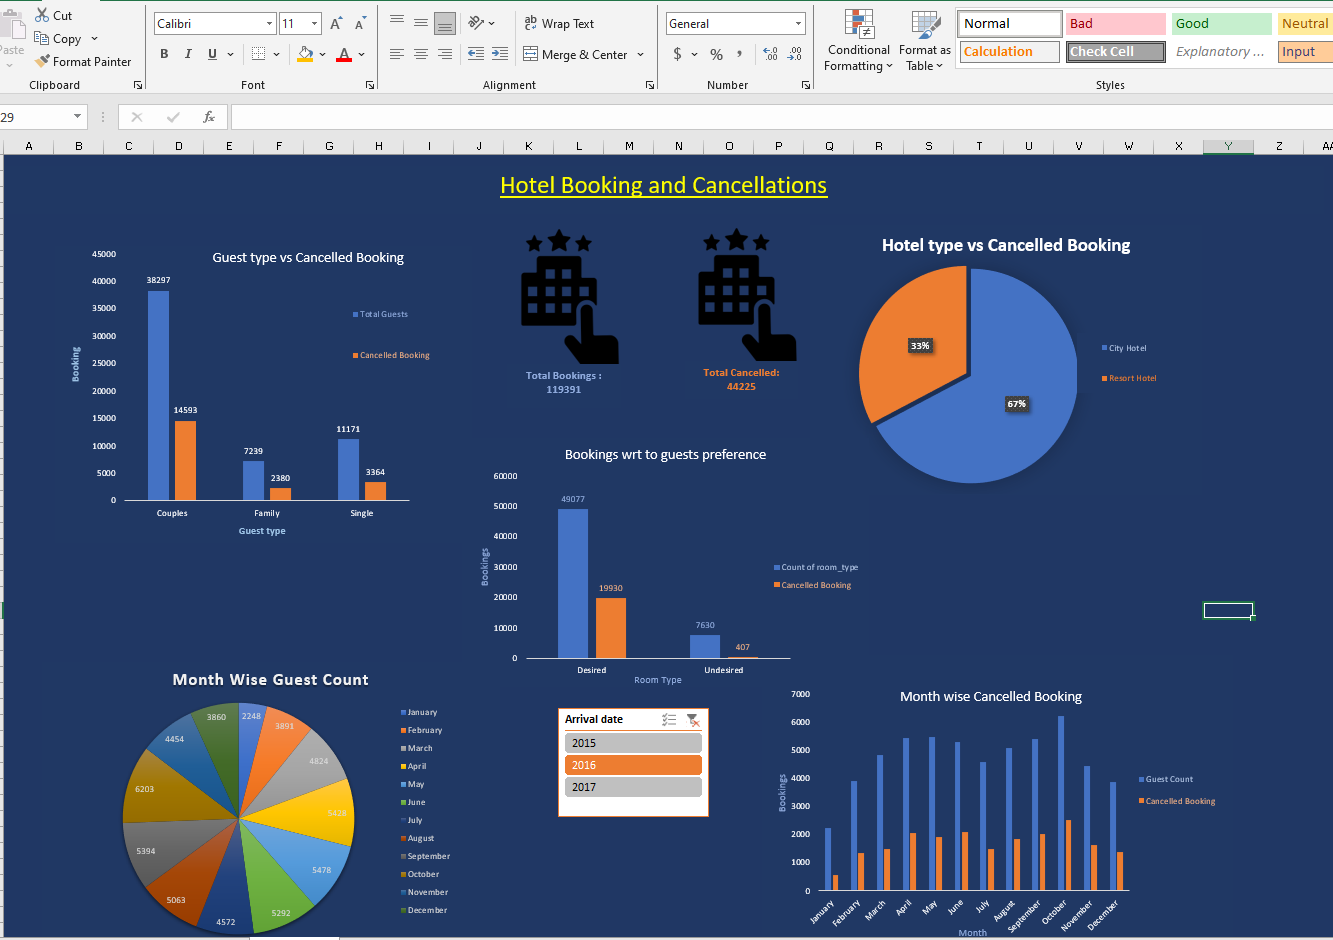 Cut
Copy
Paste
Format Painter
Clipboard
Calibri 11 A A
B I U A
Font
ab Wrap Text
Merge & Center
Alignment
General
$ % ,
Number
Conditional
Formatting
Format as
Table
Normal Bad Good Neutral
Calculation Check Cell Explanatory ... Input
Styles
29 fx
A B C D E F G H I J K L M N O P Q R S T U V W X Y Z AA
Hotel Booking and Cancellations
Guest type vs Cancelled Booking
45000
40000
35000
30000
25000
20000
15000
10000
5000
0
Booking
38297
14593
7239
2380
11171
3364
Couples Family Single
Guest type
Total Guests
Cancelled Booking
Total Bookings :
119391
Total Cancelled:
44225
Hotel type vs Cancelled Booking
33%
67%
City Hotel
Resort Hotel
Bookings wrt to guests preference
60000
50000
40000
30000
20000
10000
0
Bookings
49077
19930
7630
407
Desired Undesired
Room Type
Count of room_type
Cancelled Booking
Month Wise Guest Count
2248
3891
4824
5428
5478
5292
4572
5063
5394
6203
4454
3860
January
February
March
April
May
June
July
August
September
October
November
December
Arrival date
2015
2016
2017
Month wise Cancelled Booking
7000
6000
5000
4000
3000
2000
1000
0
Bookings
January February March April May June July August September October November December
Month
Guest Count
Cancelled Booking